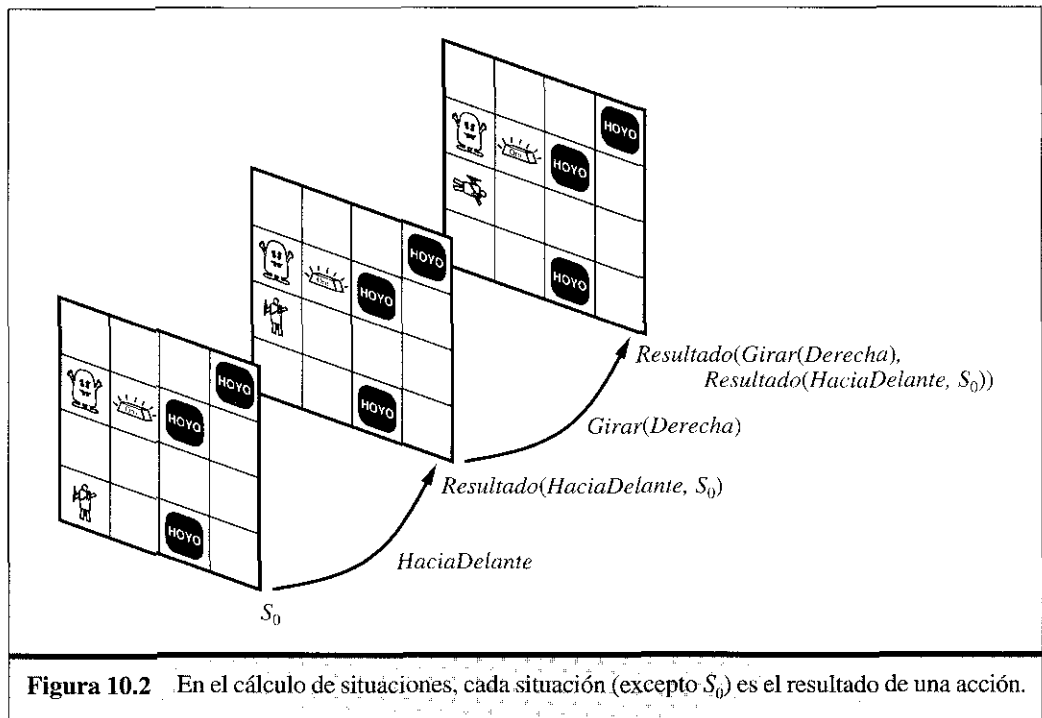 HOYO
HOYO
HOYO
Oro
HOYO
HOYO
HOYO
Oro
HOYO
HOYO
HOYO
Resultado(Girar(Derecha),
Resultado(HaciaDelante, S₀))
Girar(Derecha)
Resultado(HaciaDelante, S₀)
HaciaDelante
S₀
Figura 10.2 En el cálculo de situaciones, cada situación (excepto S₀) es el resultado de una acción.